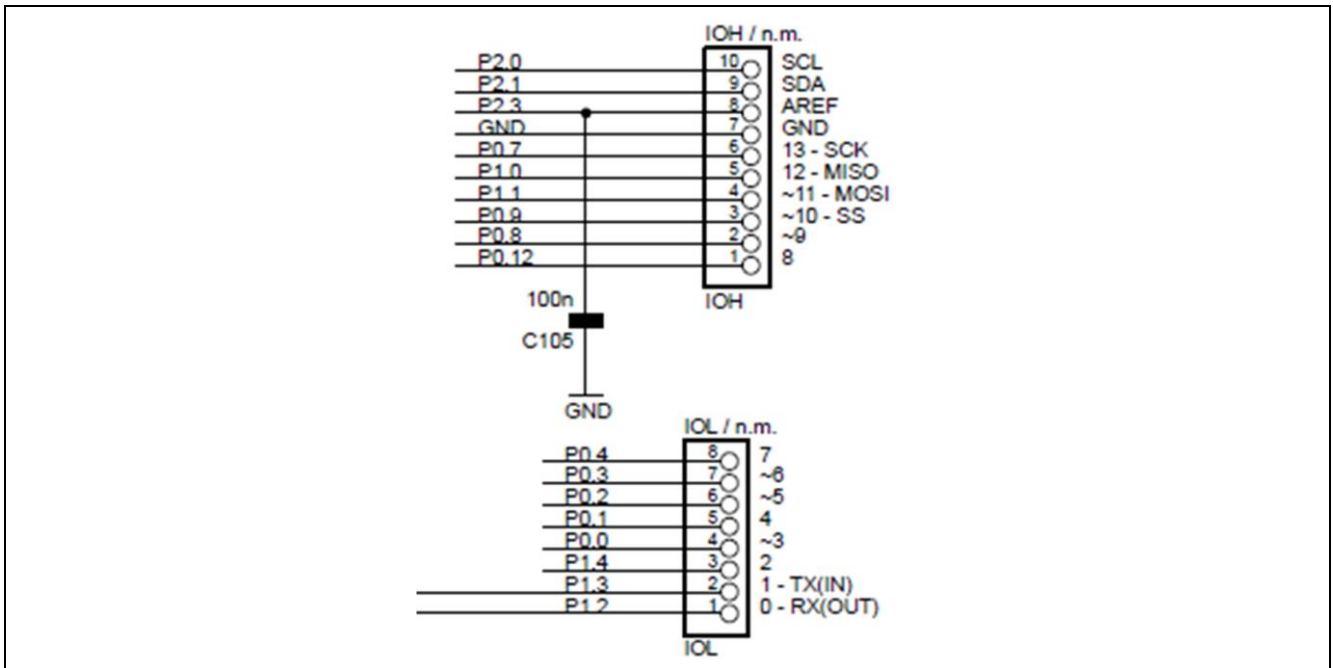 IOH / n.m.
P2.0 10 SCL
P2.1 9 SDA
P2.3 8 AREF
GND 7 GND
P0.7 6 13 - SCK
P1.0 5 12 - MISO
P1.1 4 ~11 - MOSI
P0.9 3 ~10 - SS
P0.8 2 ~9
P0.12 1 8
100n
IOH
C105
GND
IOL / n.m.
P0.4 8 7
P0.3 7 ~6
P0.2 6 ~5
P0.1 5 4
P0.0 4 ~3
P1.4 3 2
P1.3 2 1 - TX(IN)
P1.2 1 0 - RX(OUT)
IOL